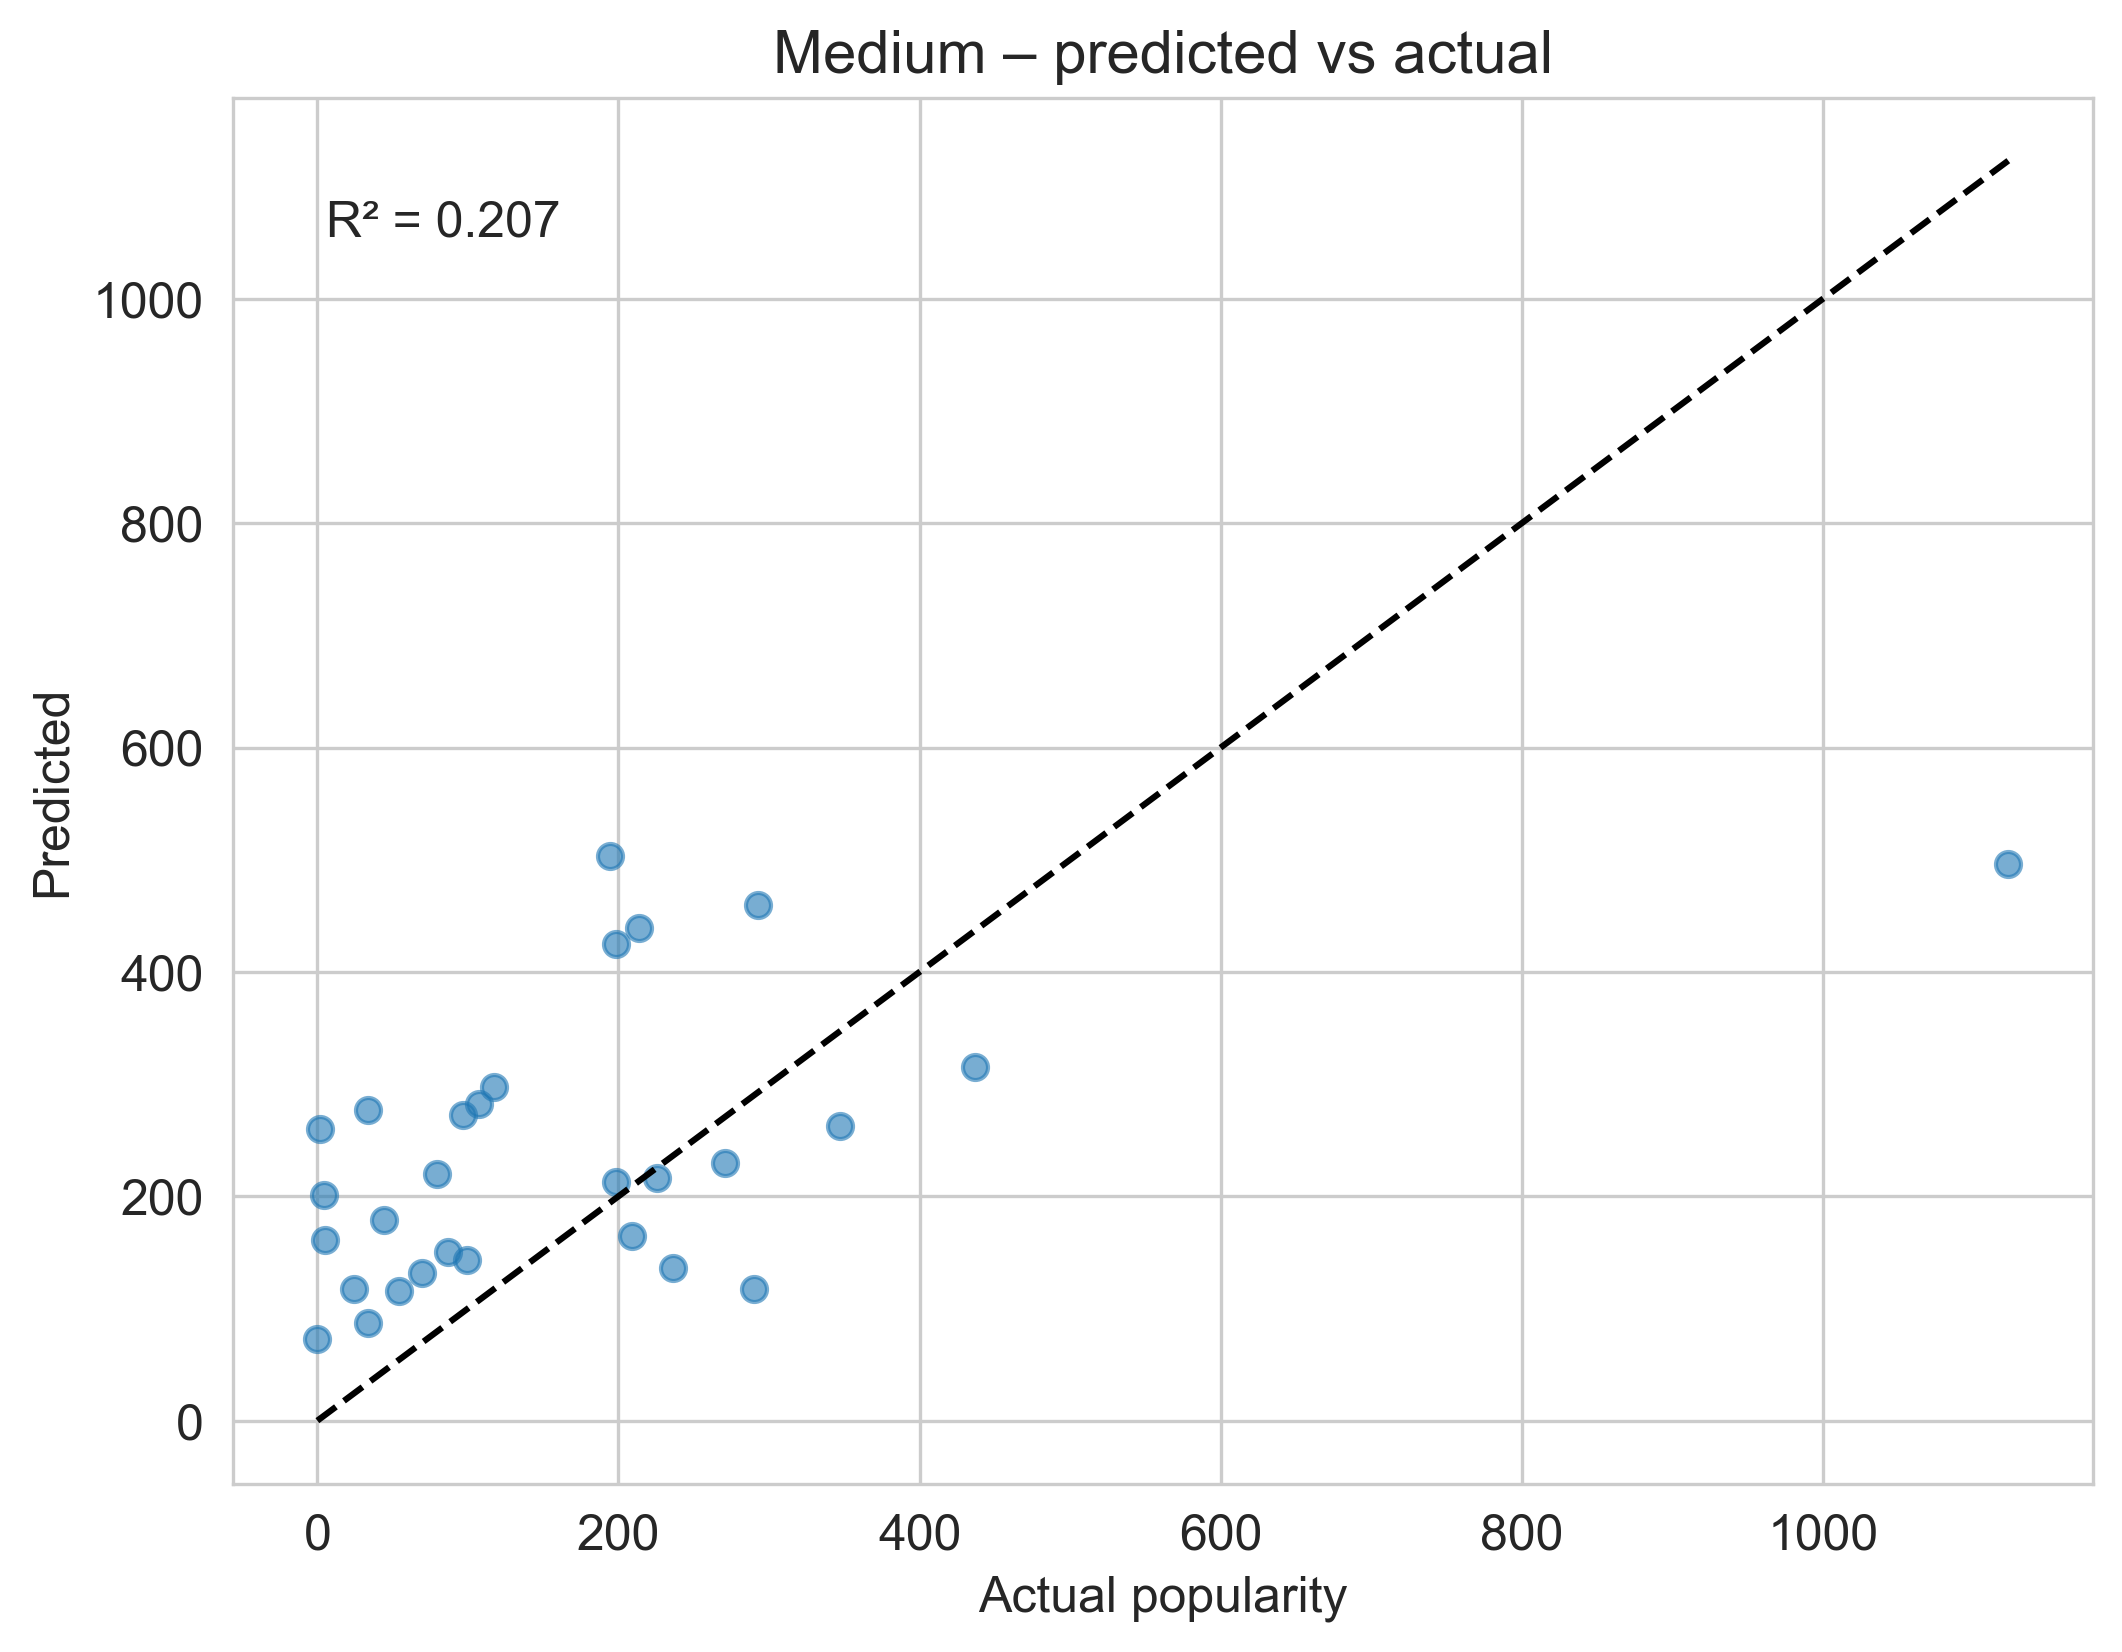 Medium – predicted vs actual
R² = 0.207
1000
800
600
400
200
0
Predicted
0 200 400 600 800 1000
Actual popularity